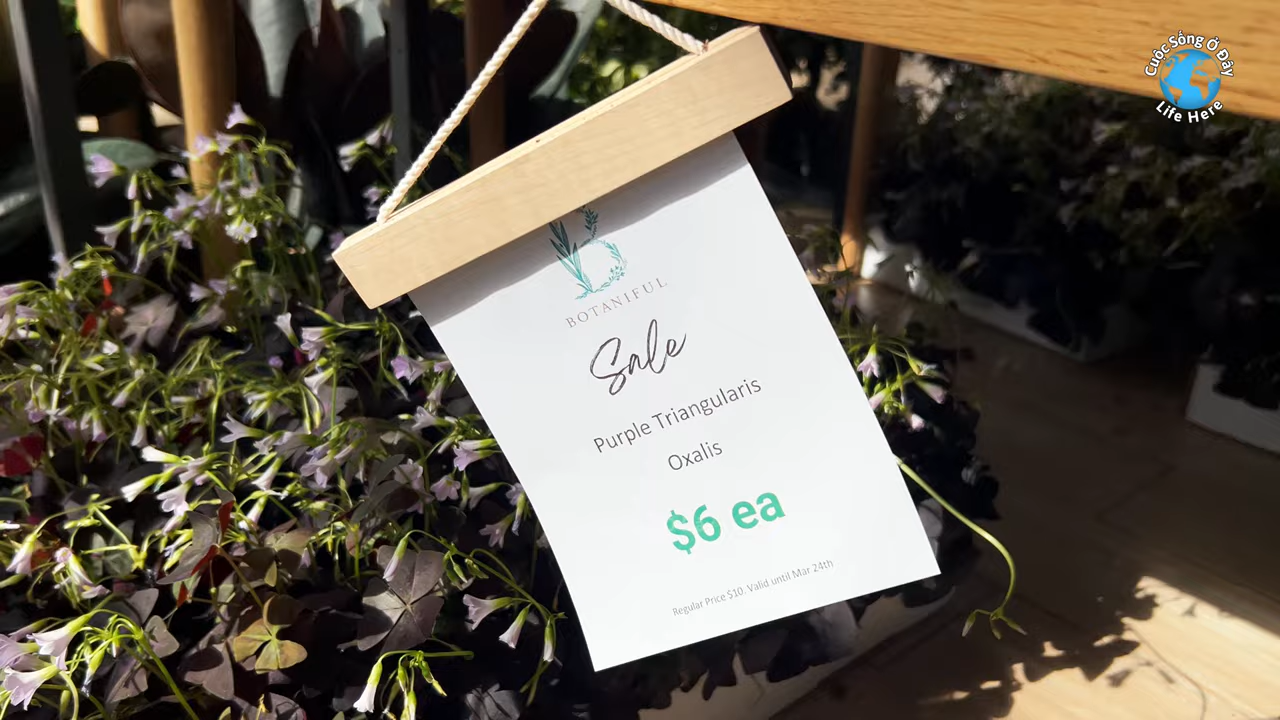 BOTANIFUL
Sale
Purple Triangularis
Oxalis
$6 ea
Regular Price $10. Valid until Mar 24th
Cuộc Sống Ở Đây
Life Here